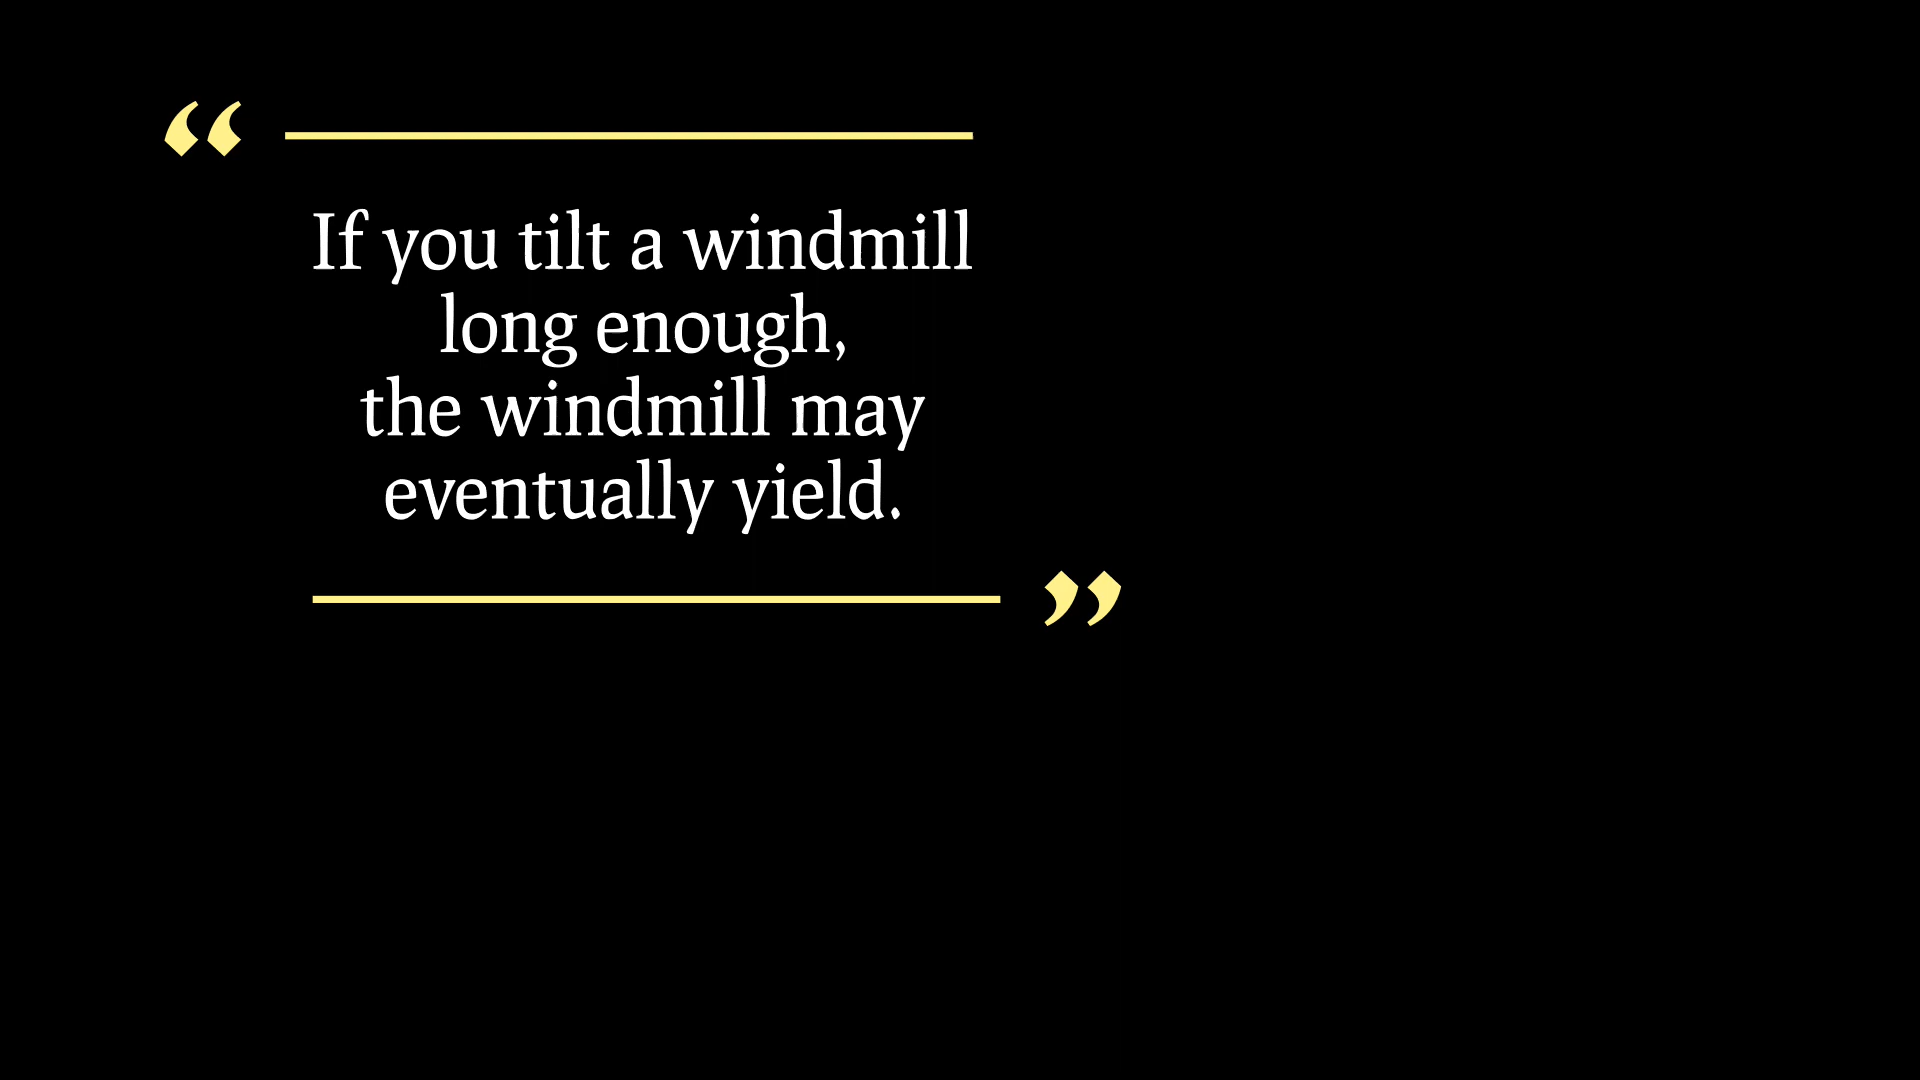 “
If you tilt a windmill
long enough,
the windmill may
eventually yield.
”